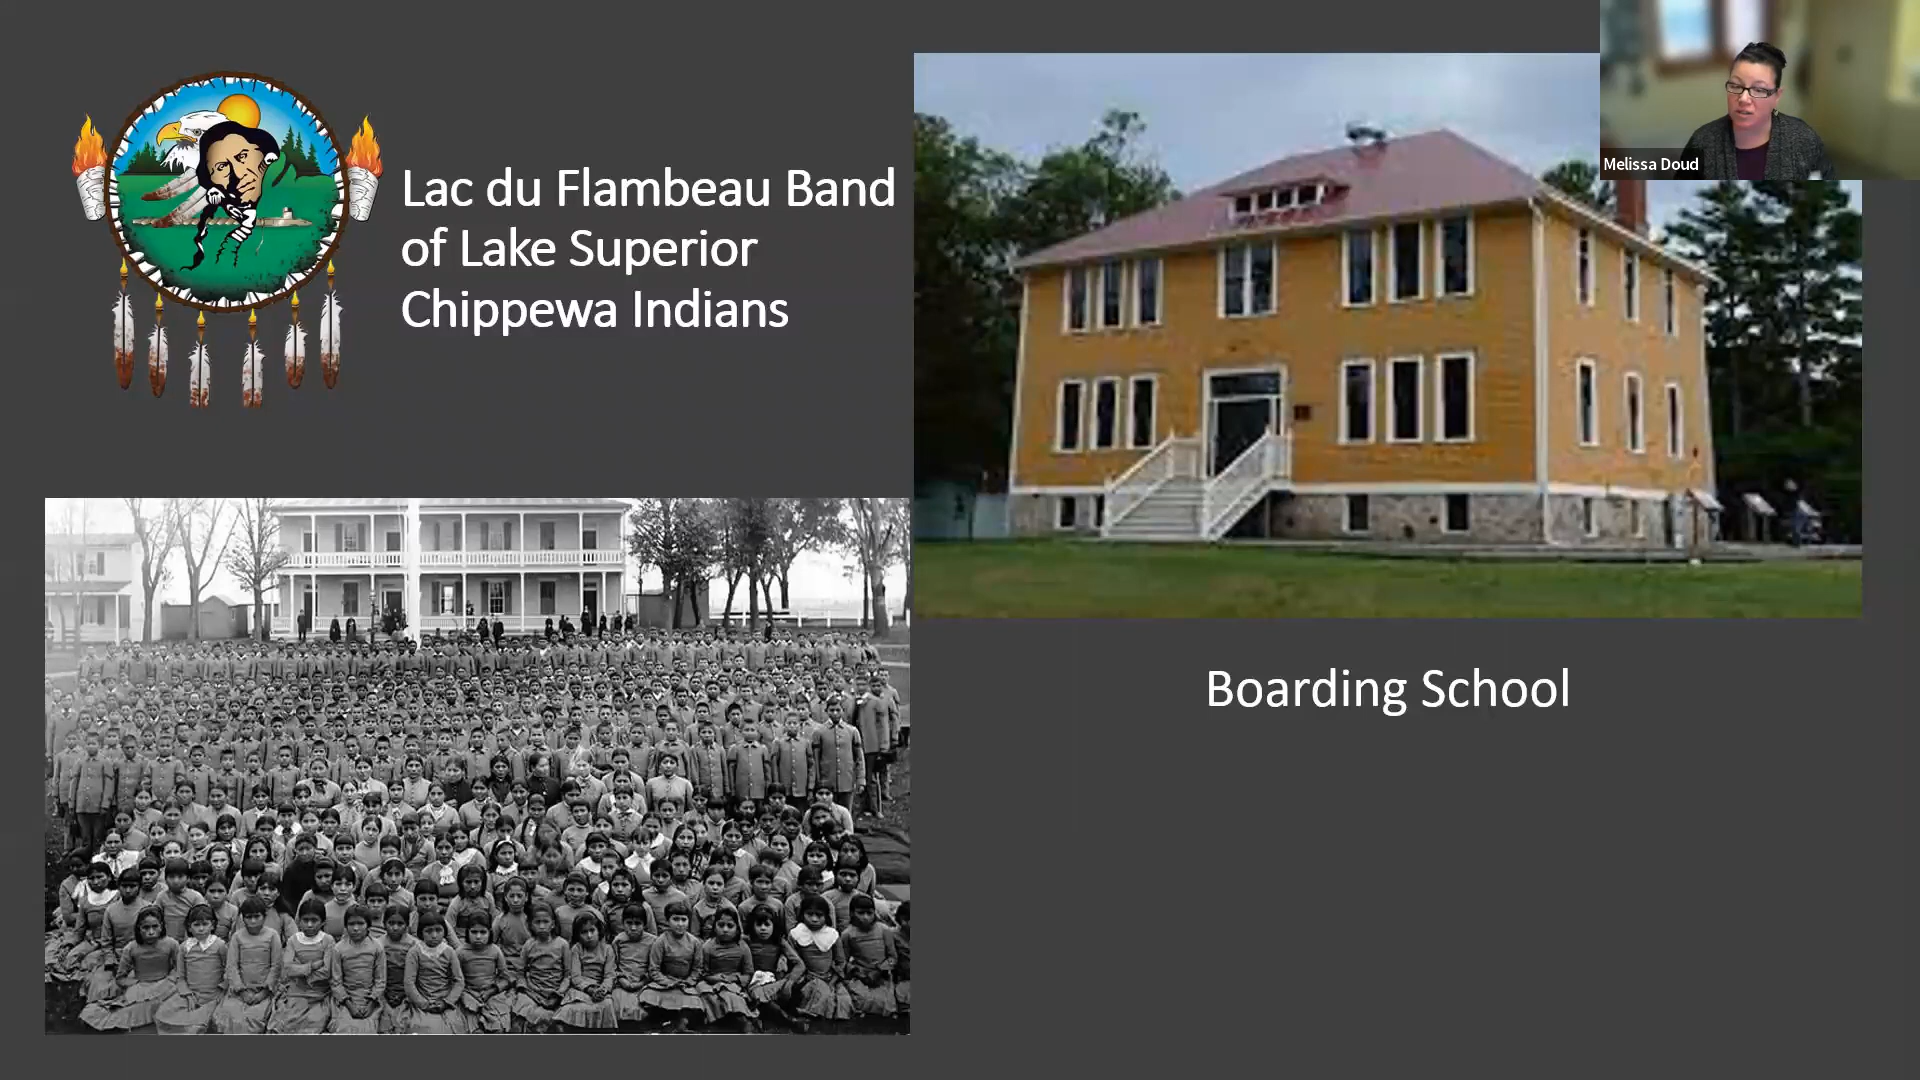 Lac du Flambeau Band
of Lake Superior
Chippewa Indians
Melissa Doud
Boarding School